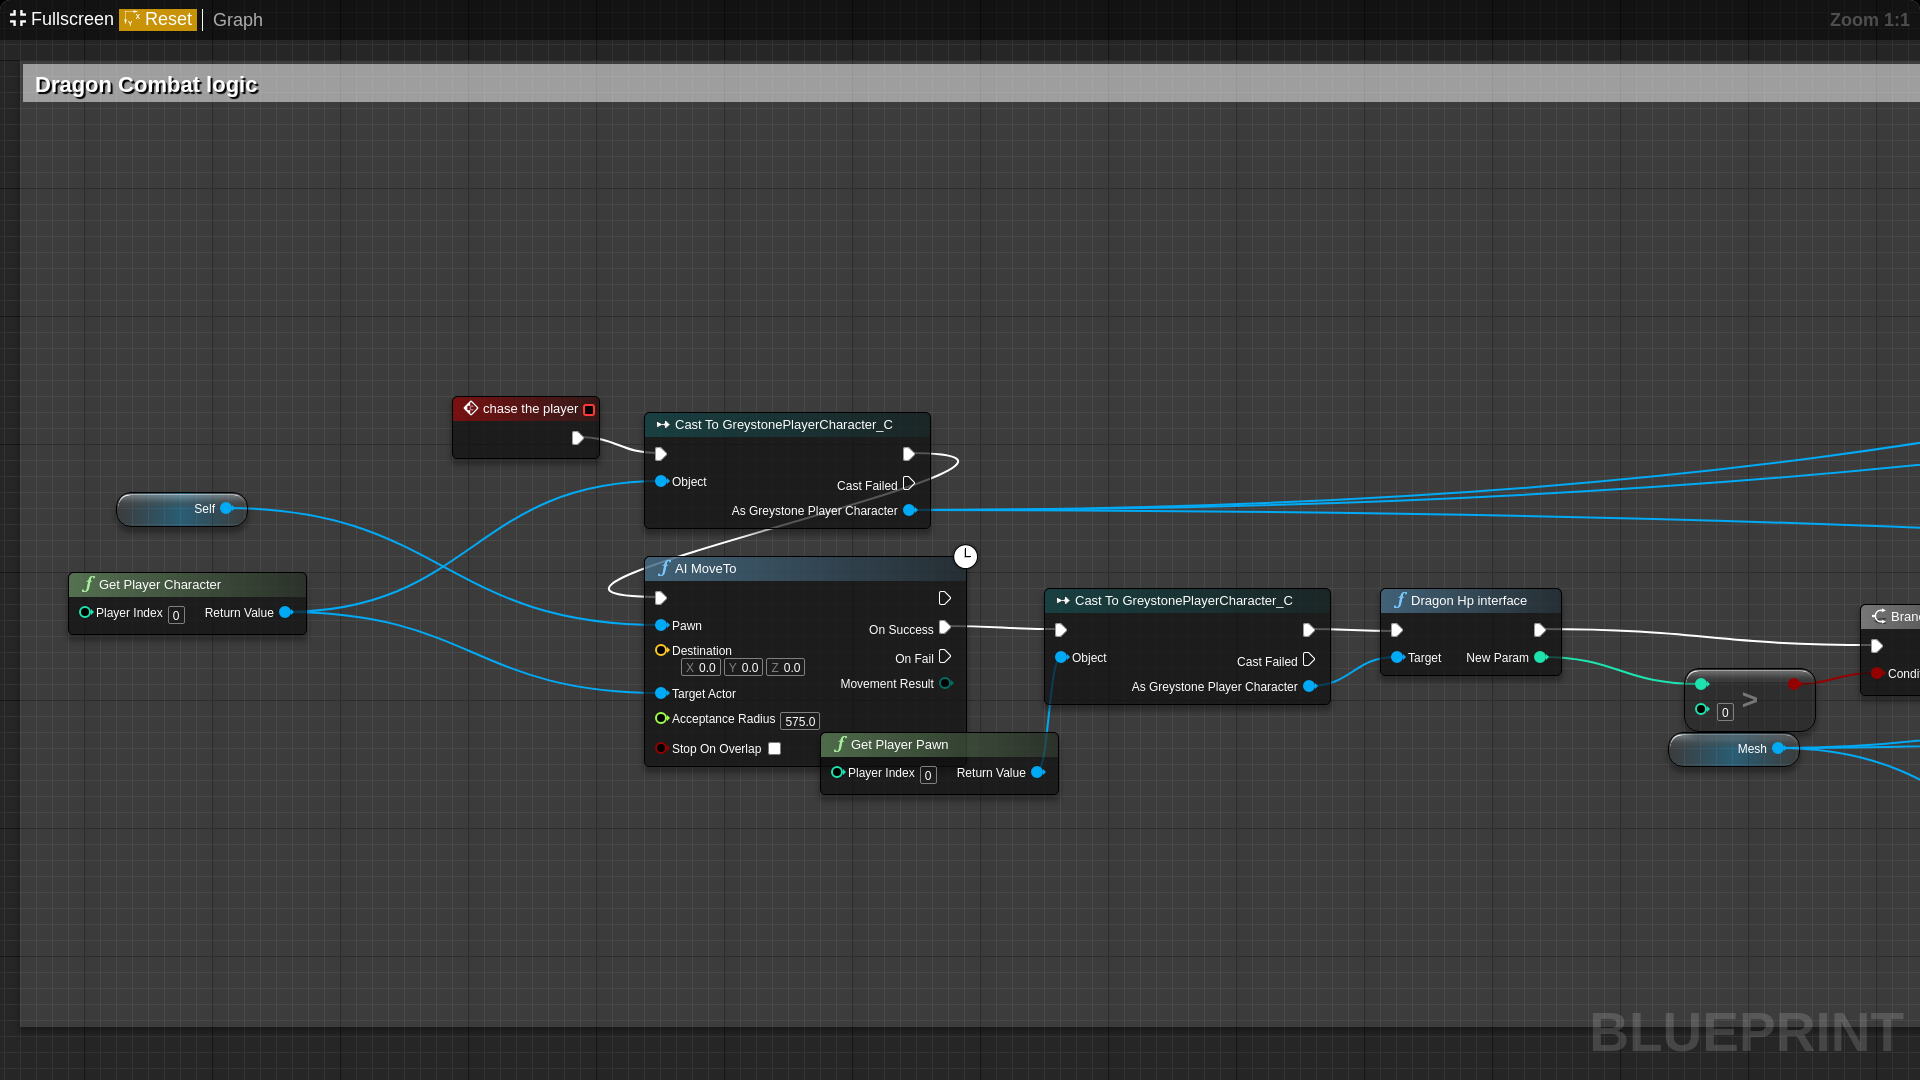 Fullscreen Reset Graph
Zoom 1:1
Dragon Combat logic
chase the player
Cast To GreystonePlayerCharacter_C
Object
Cast Failed
As Greystone Player Character
Self
Get Player Character
Player Index 0 Return Value
AI MoveTo
Pawn
On Success
Destination
X 0.0 Y 0.0 Z 0.0
On Fail
Movement Result
Target Actor
Acceptance Radius 575.0
Stop On Overlap
Get Player Pawn
Player Index 0 Return Value
Cast To GreystonePlayerCharacter_C
Object
Cast Failed
As Greystone Player Character
Dragon Hp interface
Target New Param
0 >
Mesh
BLUEPRINT